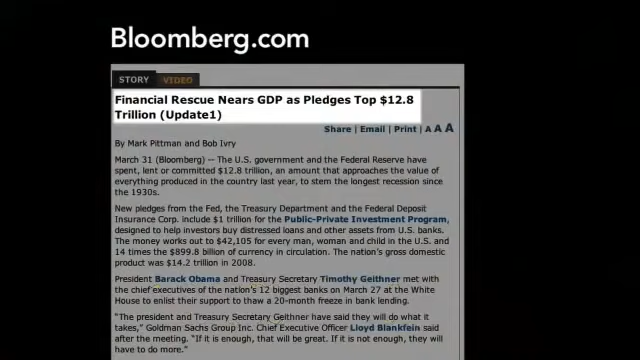 Bloomberg.com
STORY VIDEO
Financial Rescue Nears GDP as Pledges Top $12.8
Trillion (Update1)
Share | Email | Print | A A A
By Mark Pittman and Bob Ivry
March 31 (Bloomberg) -- The U.S. government and the Federal Reserve have
spent, lent or committed $12.8 trillion, an amount that approaches the value of
everything produced in the country last year, to stem the longest recession since
the 1930s.
New pledges from the Fed, the Treasury Department and the Federal Deposit
Insurance Corp. include $1 trillion for the Public-Private Investment Program,
designed to help investors buy distressed loans and other assets from U.S. banks.
The money works out to $42,105 for every man, woman and child in the U.S. and
14 times the $899.8 billion of currency in circulation. The nation's gross domestic
product was $14.2 trillion in 2008.
President Barack Obama and Treasury Secretary Timothy Geithner met with
the chief executives of the nation's 12 biggest banks on March 27 at the White
House to enlist their support to thaw a 20-month freeze in bank lending.
"The president and Treasury Secretary Geithner have said they will do what it
takes," Goldman Sachs Group Inc. Chief Executive Officer Lloyd Blankfein said
after the meeting. "If it is enough, that will be great. If it is not enough, they will
have to do more."